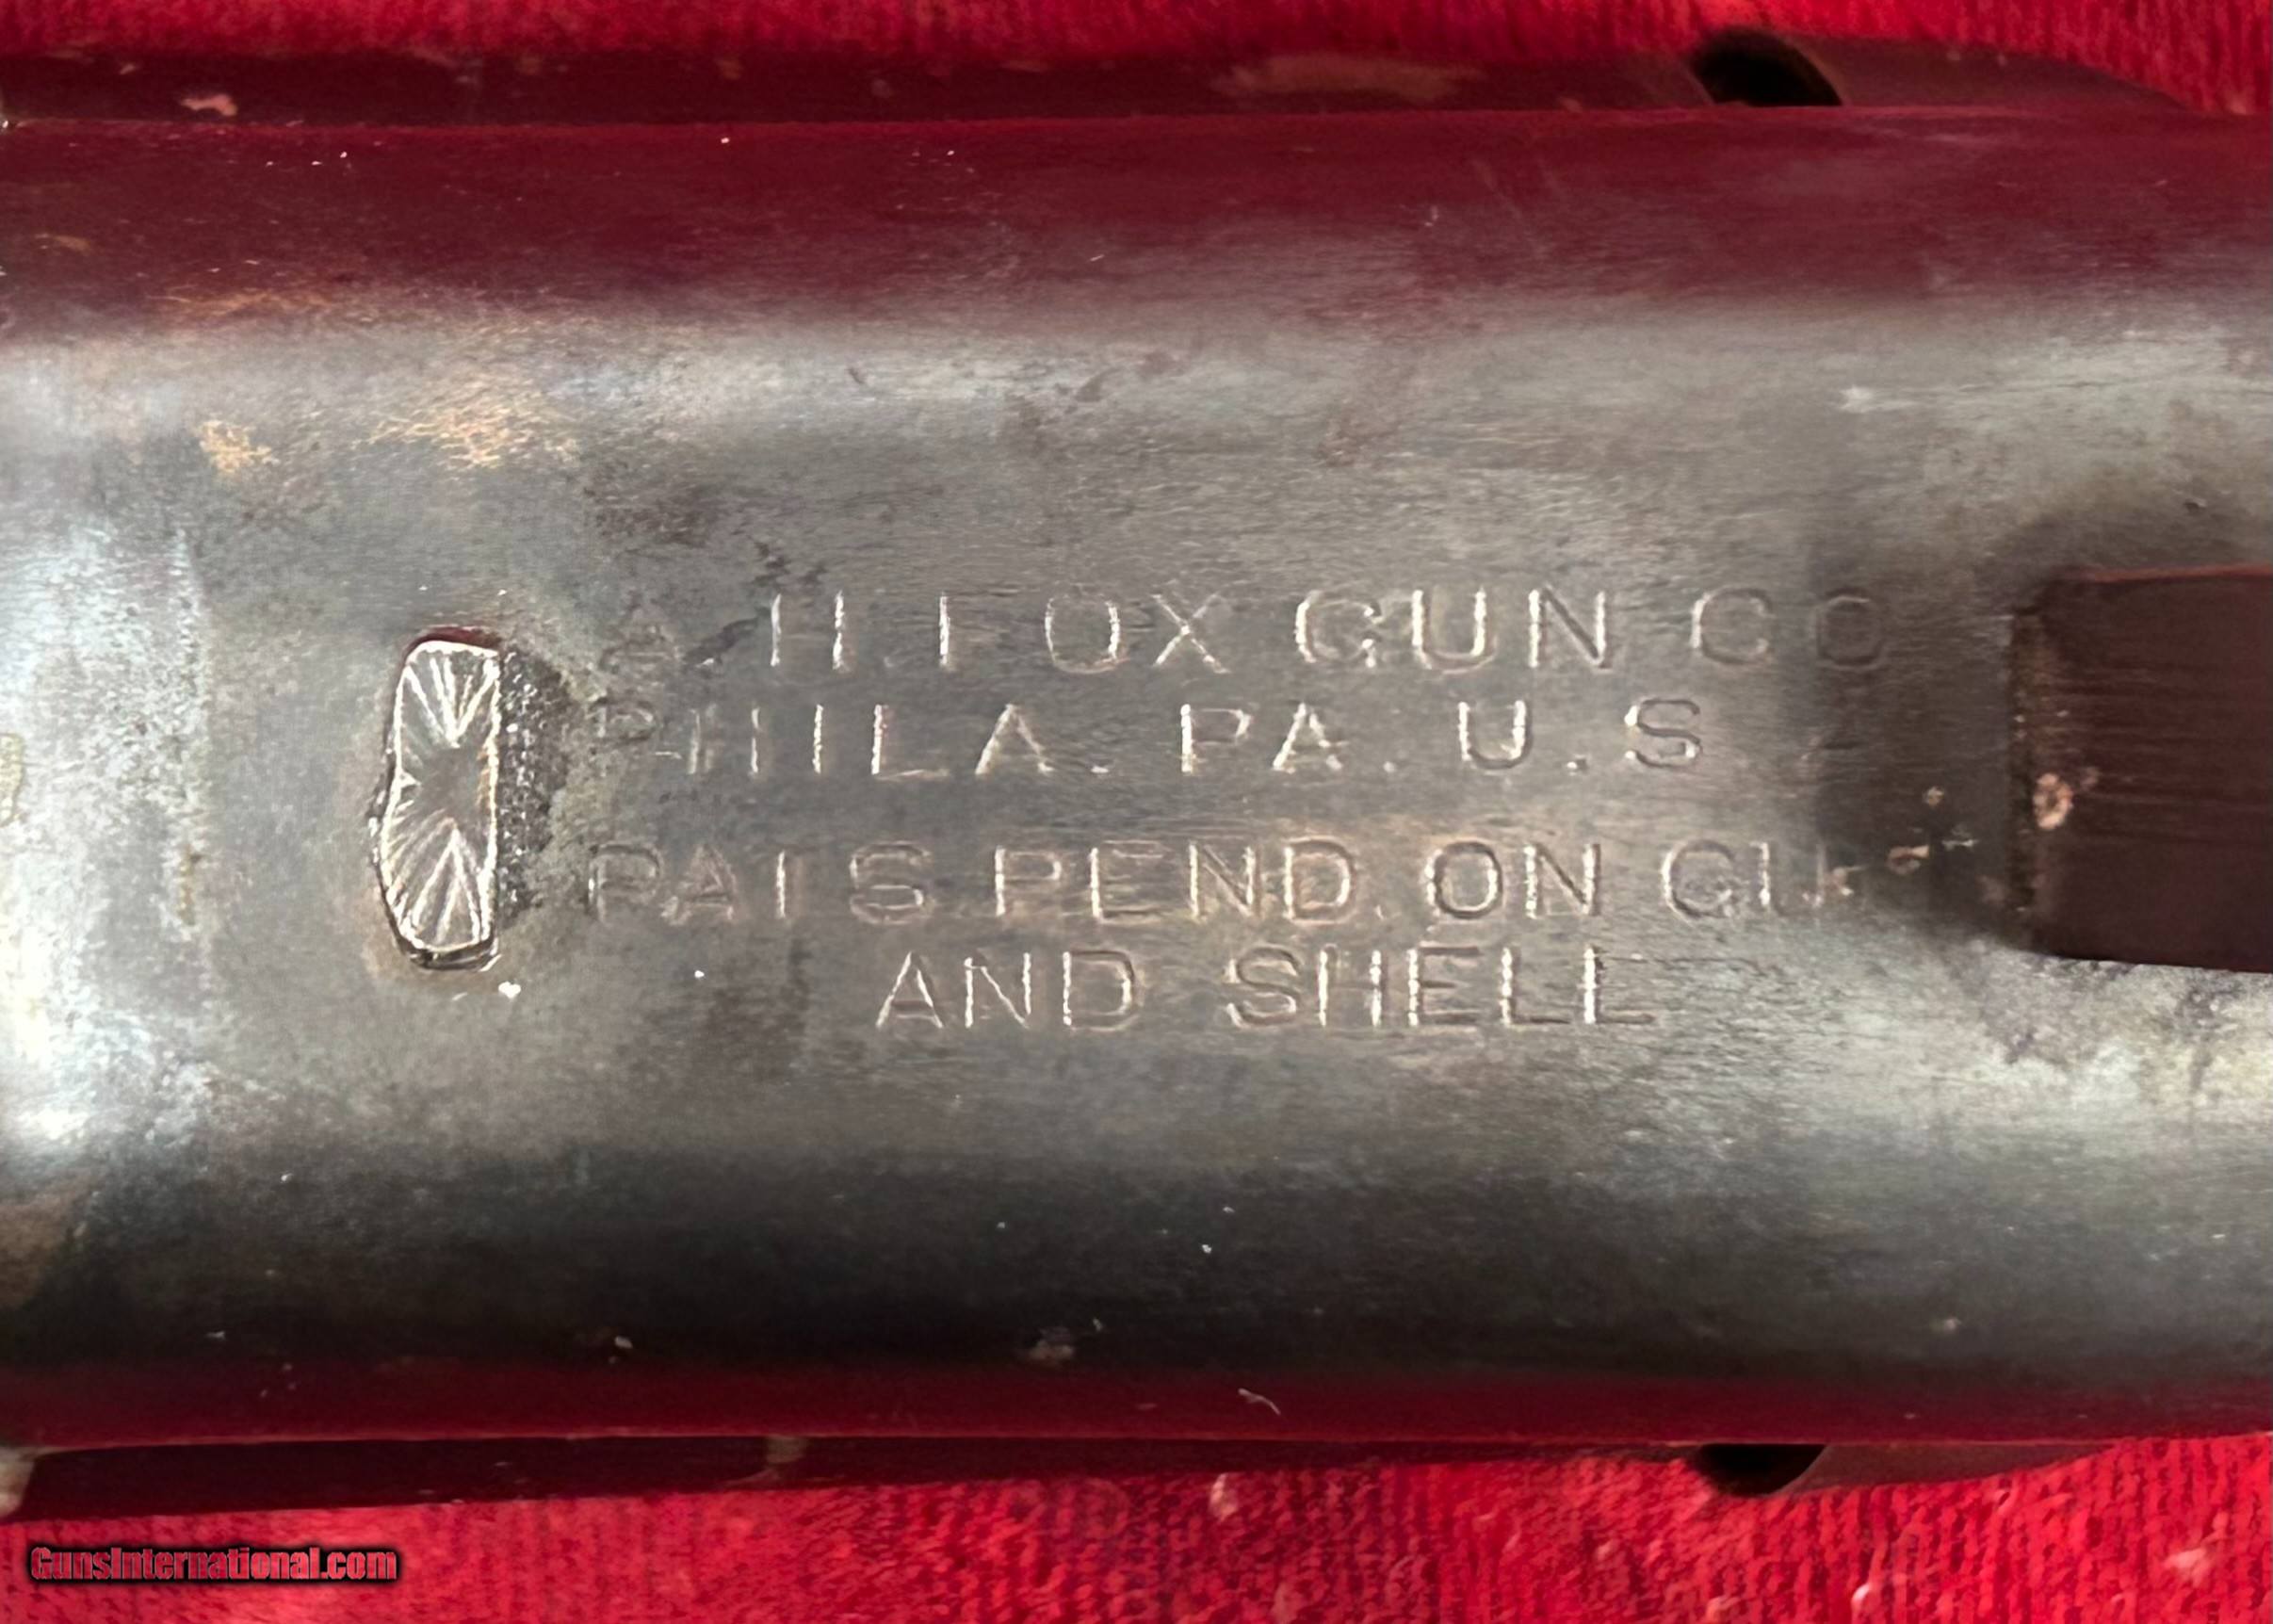 A. H. FOX GUN CO
PHILA. PA. U.S.A
PATS. PEND. ON GUN
AND SHELL
GunsInternational.com